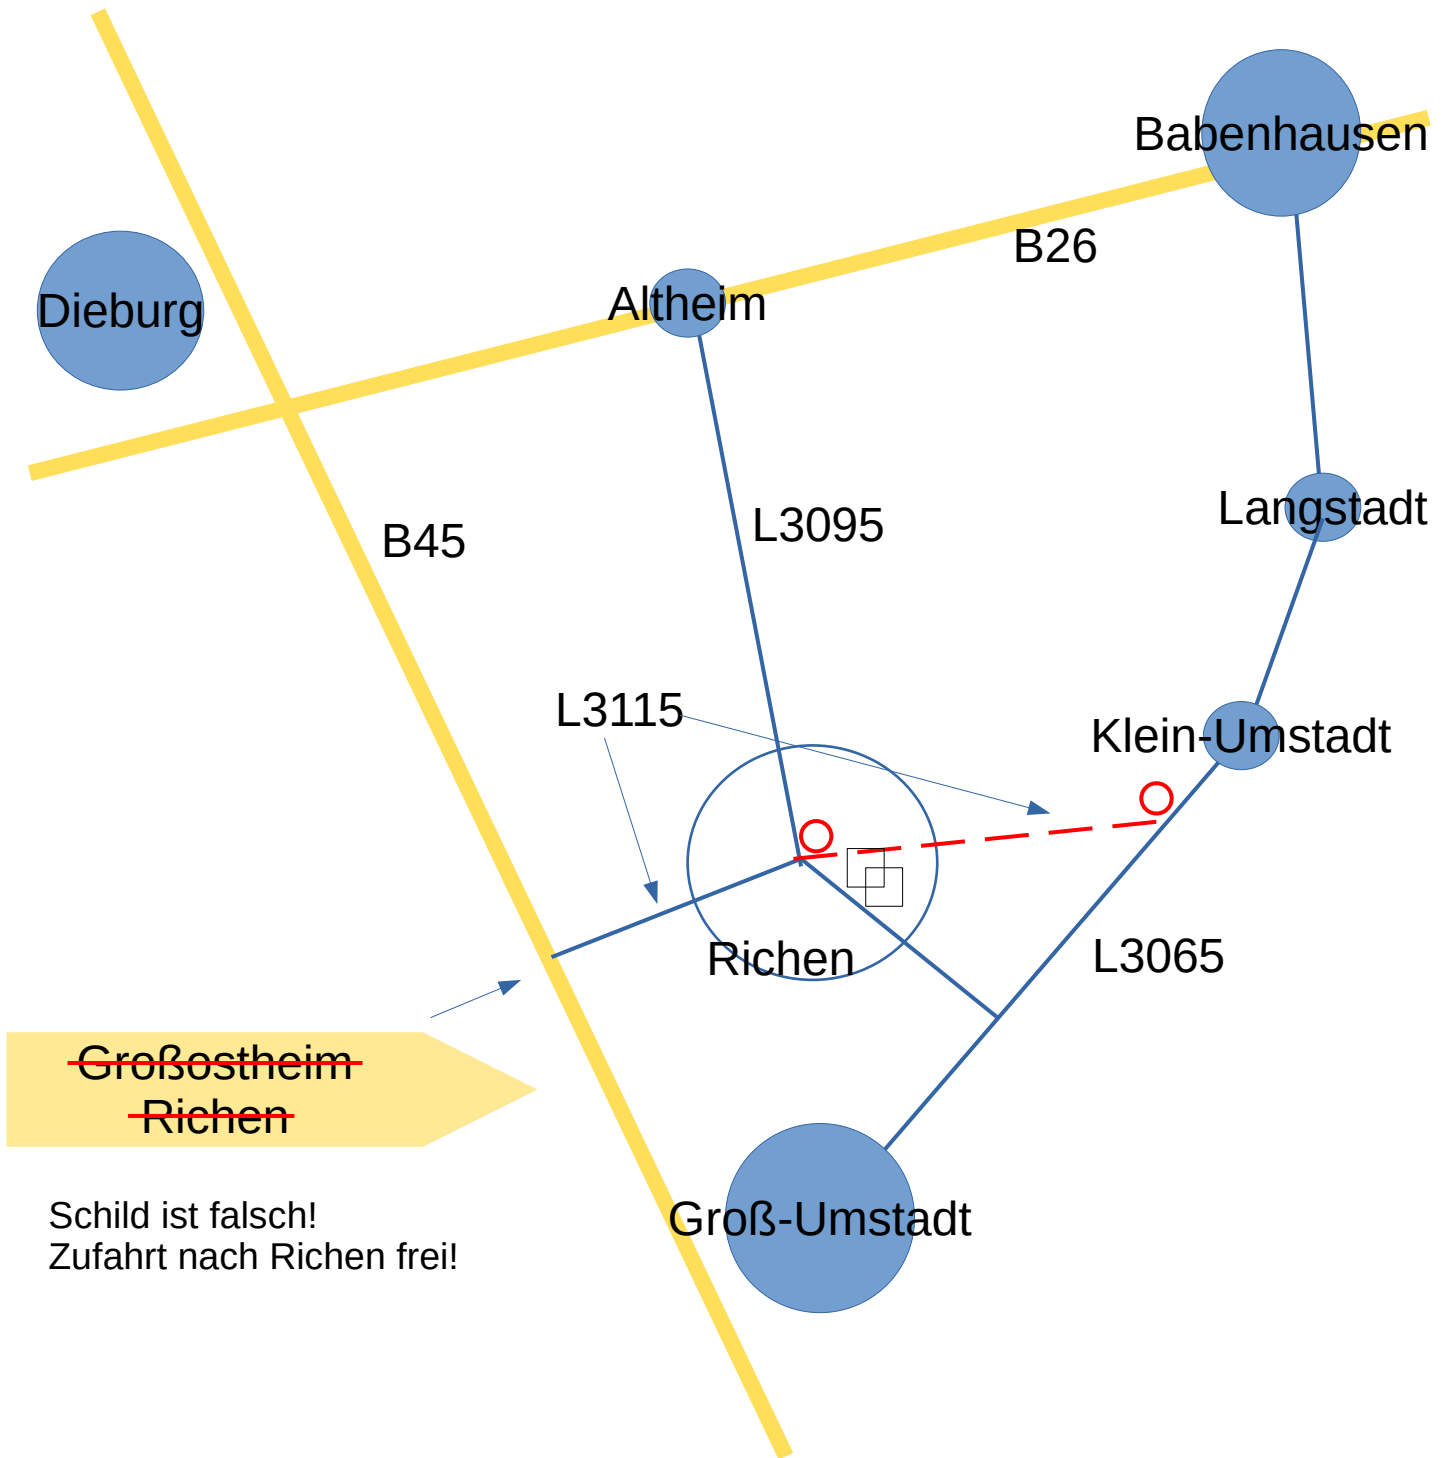 Babenhausen
B26
Dieburg
Altheim
Langstadt
L3095
B45
L3115
Klein-Umstadt
Richen
L3065
Großostheim
Richen
Schild ist falsch!
Zufahrt nach Richen frei!
Groß-Umstadt